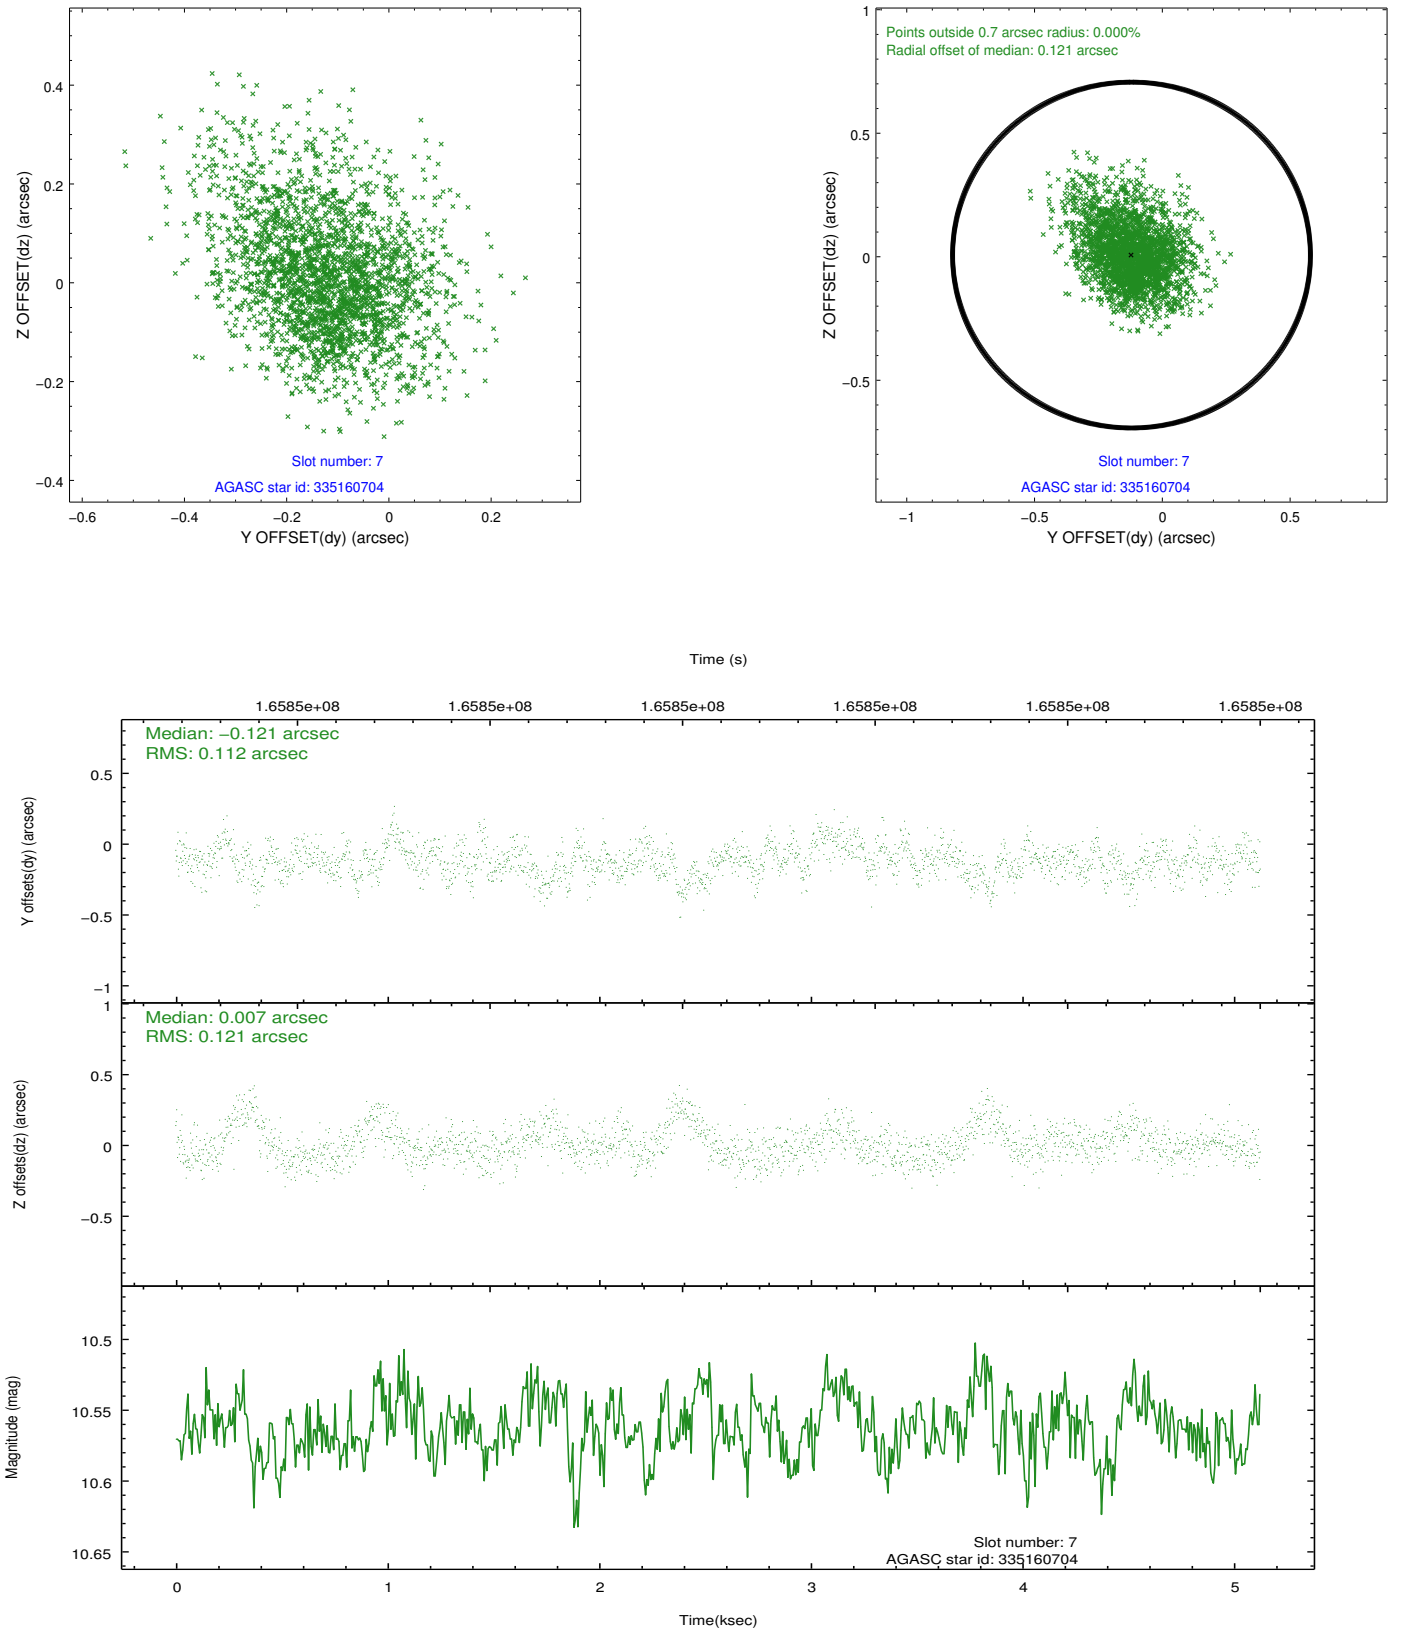 0.4
0.2
0
−0.2
−0.4
Z OFFSET(dz) (arcsec)
Slot number: 7
AGASC star id: 335160704
−0.6
−0.4
−0.2
0
0.2
Y OFFSET(dy) (arcsec)
1
0.5
0
−0.5
Z OFFSET(dz) (arcsec)
Points outside 0.7 arcsec radius: 0.000%
Radial offset of median: 0.121 arcsec
Slot number: 7
AGASC star id: 335160704
−1
−0.5
0
0.5
Y OFFSET(dy) (arcsec)
Time (s)
1.6585e+08
1.6585e+08
1.6585e+08
1.6585e+08
1.6585e+08
1.6585e+08
Median: −0.121 arcsec
RMS: 0.112 arcsec
0.5
0
−0.5
−1
Y offsets(dy) (arcsec)
Median: 0.007 arcsec
RMS: 0.121 arcsec
1
0.5
0
−0.5
Z offsets(dz) (arcsec)
10.5
10.55
10.6
10.65
Magnitude (mag)
Slot number: 7
AGASC star id: 335160704
0
1
2
3
4
5
Time(ksec)